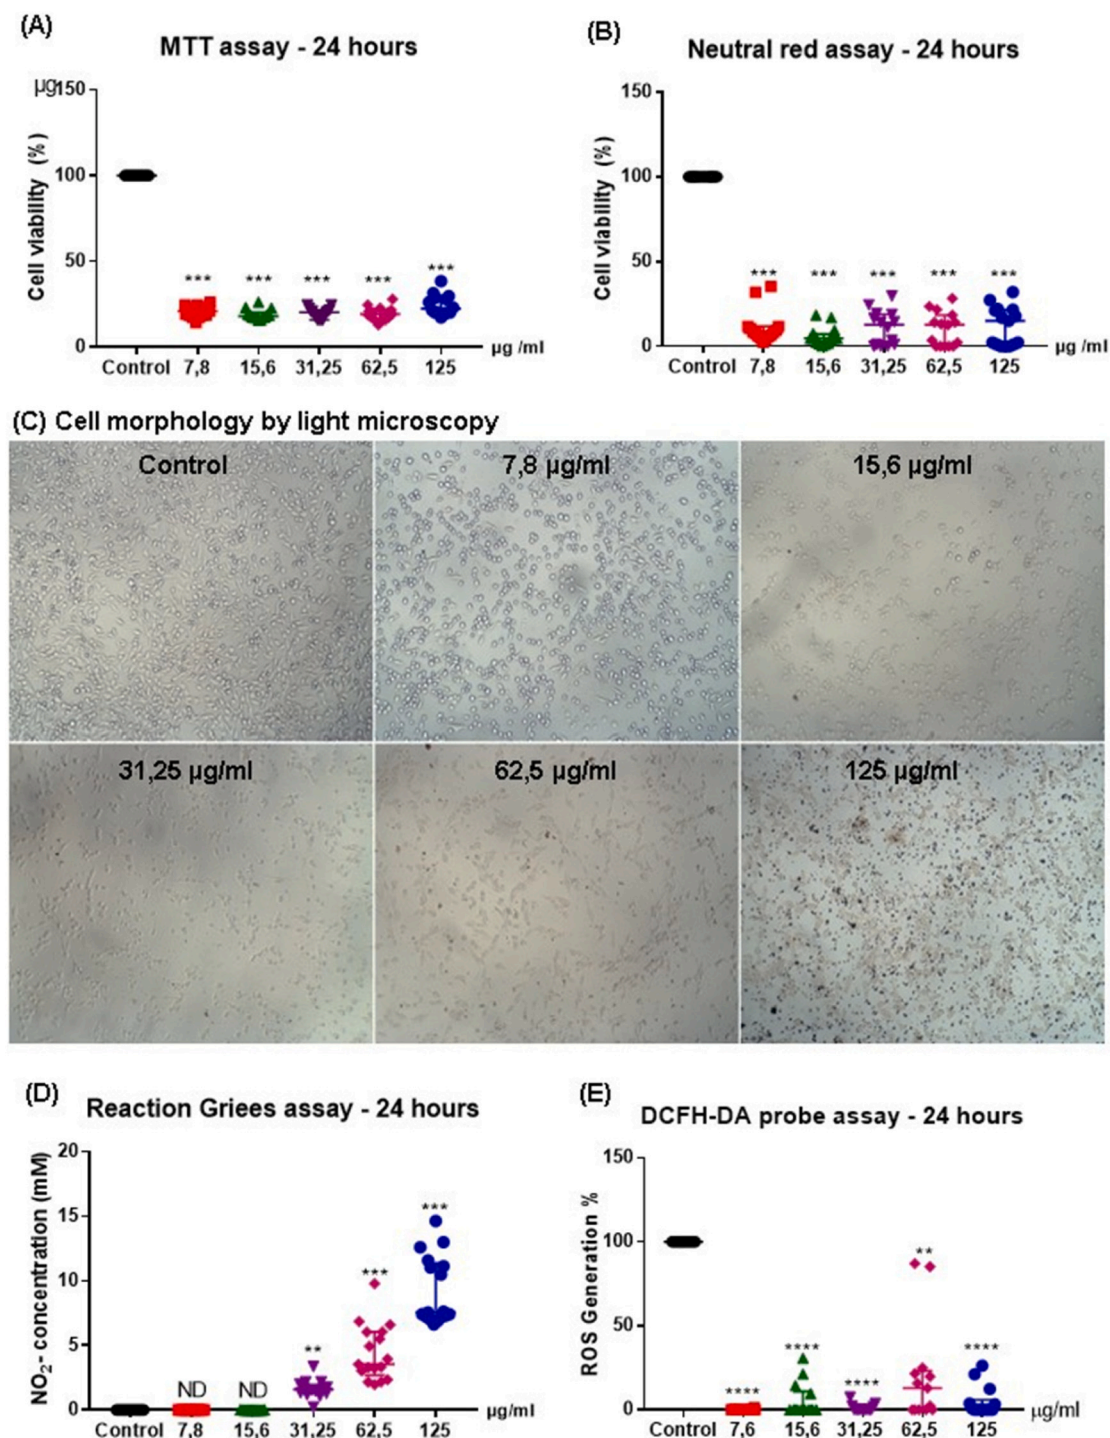 (A)
MTT assay - 24 hours
µg150
100
50
0
Cell viability (%)
***
***
***
***
***
Control 7,8 15,6 31,25 62,5 125
µg /ml
(B)
Neutral red assay - 24 hours
150
100
50
0
Cell viability (%)
***
***
***
***
***
Control 7,8 15,6 31,25 62,5 125
µg /ml
(C) Cell morphology by light microscopy
Control
7,8 µg/ml
15,6 µg/ml
31,25 µg/ml
62,5 µg/ml
125 µg/ml
(D)
Reaction Griees assay - 24 hours
20
15
10
5
0
NO2- concentration (mM)
ND
ND
**
***
***
Control 7,8 15,6 31,25 62,5 125
µg/ml
(E)
DCFH-DA probe assay - 24 hours
150
100
50
0
ROS Generation %
****
****
****
**
****
Control 7,6 15,6 31,25 62,5 125
µg/ml